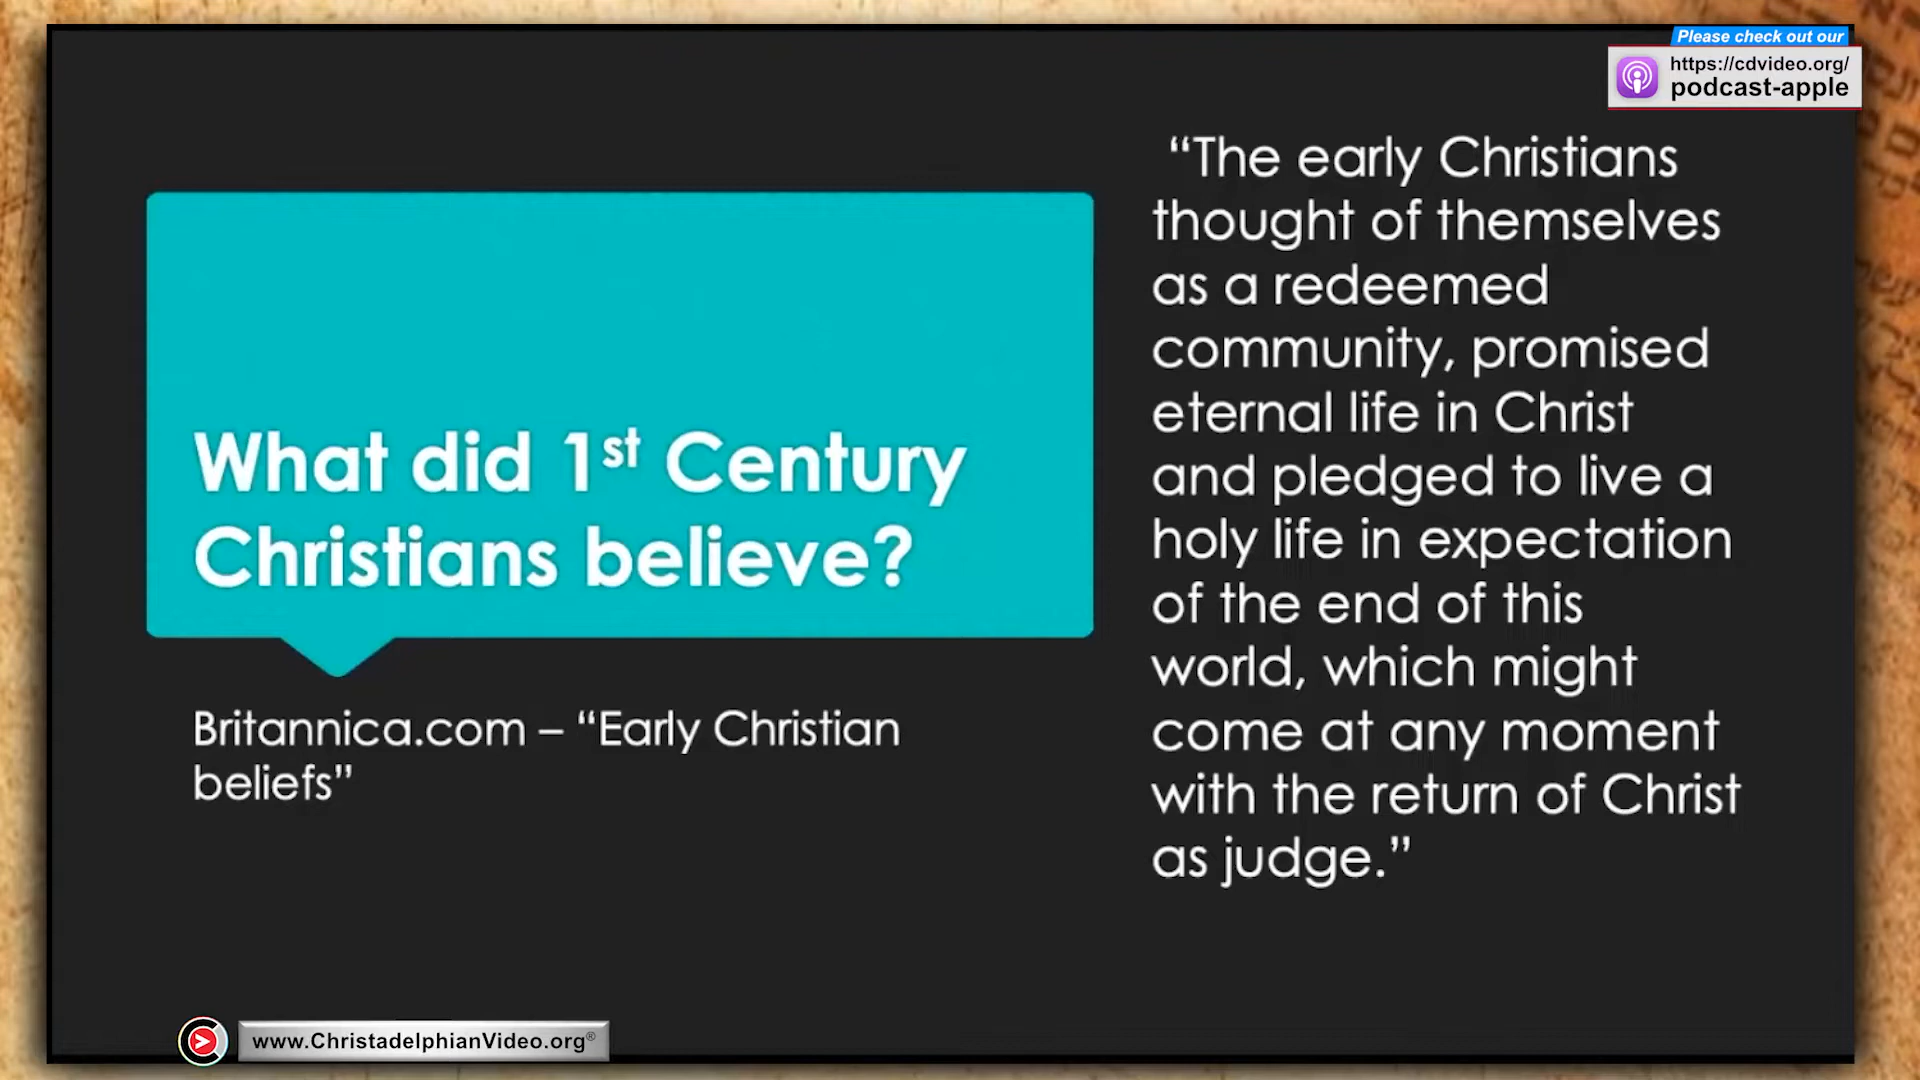 Please check out our
https://cdvideo.org/
podcast-apple
What did 1st Century
Christians believe?
Britannica.com – “Early Christian
beliefs”
“The early Christians
thought of themselves
as a redeemed
community, promised
eternal life in Christ
and pledged to live a
holy life in expectation
of the end of this
world, which might
come at any moment
with the return of Christ
as judge.”
www.ChristadelphianVideo.org®